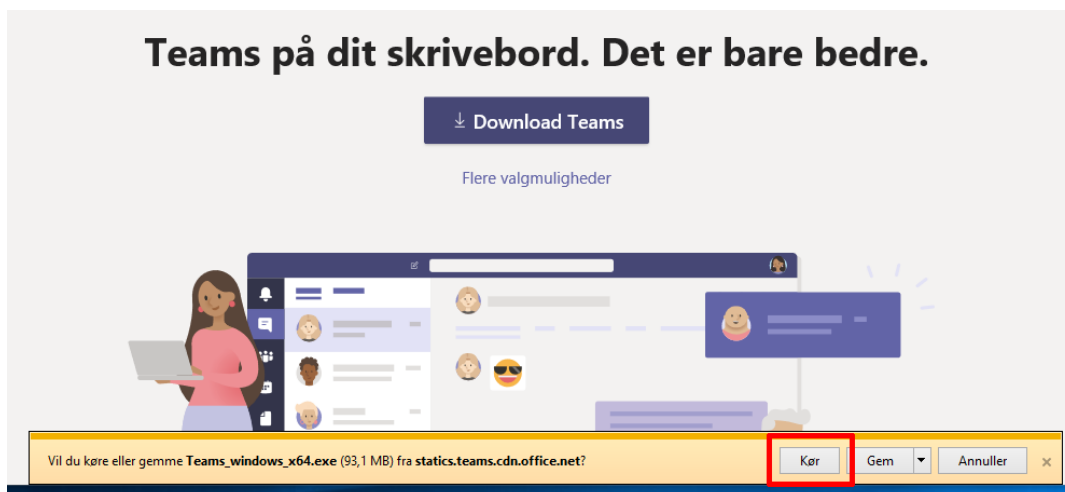 Teams på dit skrivebord. Det er bare bedre.
Download Teams
Flere valgmuligheder
Vil du køre eller gemme Teams_windows_x64.exe (93,1 MB) fra statics.teams.cdn.office.net?
Kør
Gem
Annuller